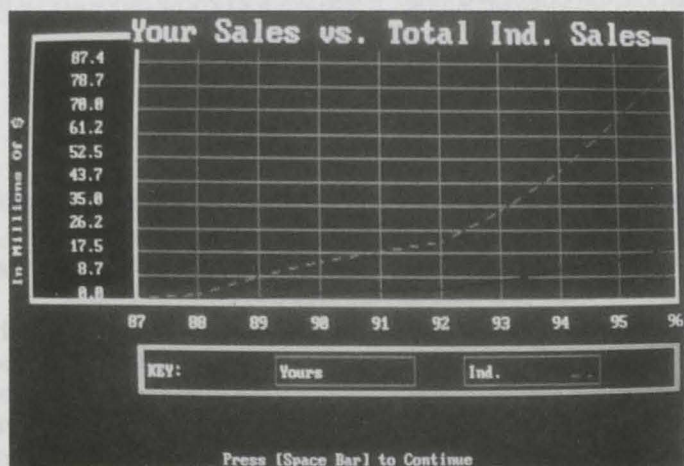 Your Sales vs. Total Ind. Sales
In Millions Of $
87.4
78.7
70.0
61.2
52.5
43.7
35.0
26.2
17.5
8.7
0.0
87 88 89 90 91 92 93 94 95 96
KEY: Yours Ind.
Press [Space Bar] to Continue